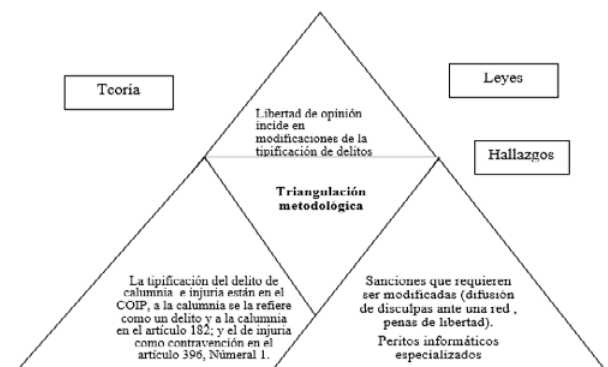 Teoría
Leyes
Libertad de opinión
incide en
modificaciones de la
tipificación de delitos
Hallazgos
Triangulación
metodológica
La tipificación del delito de
calumnia e injuria están en el
COIP, a la calumnia se la refiere
como un delito y a la calumnia
en el artículo 182; y el de injuria
como contravención en el
artículo 396, Númeral 1.
Sanciones que requieren
ser modificadas (difusión
de disculpas ante una red ,
penas de libertad).
Peritos informáticos
especializados